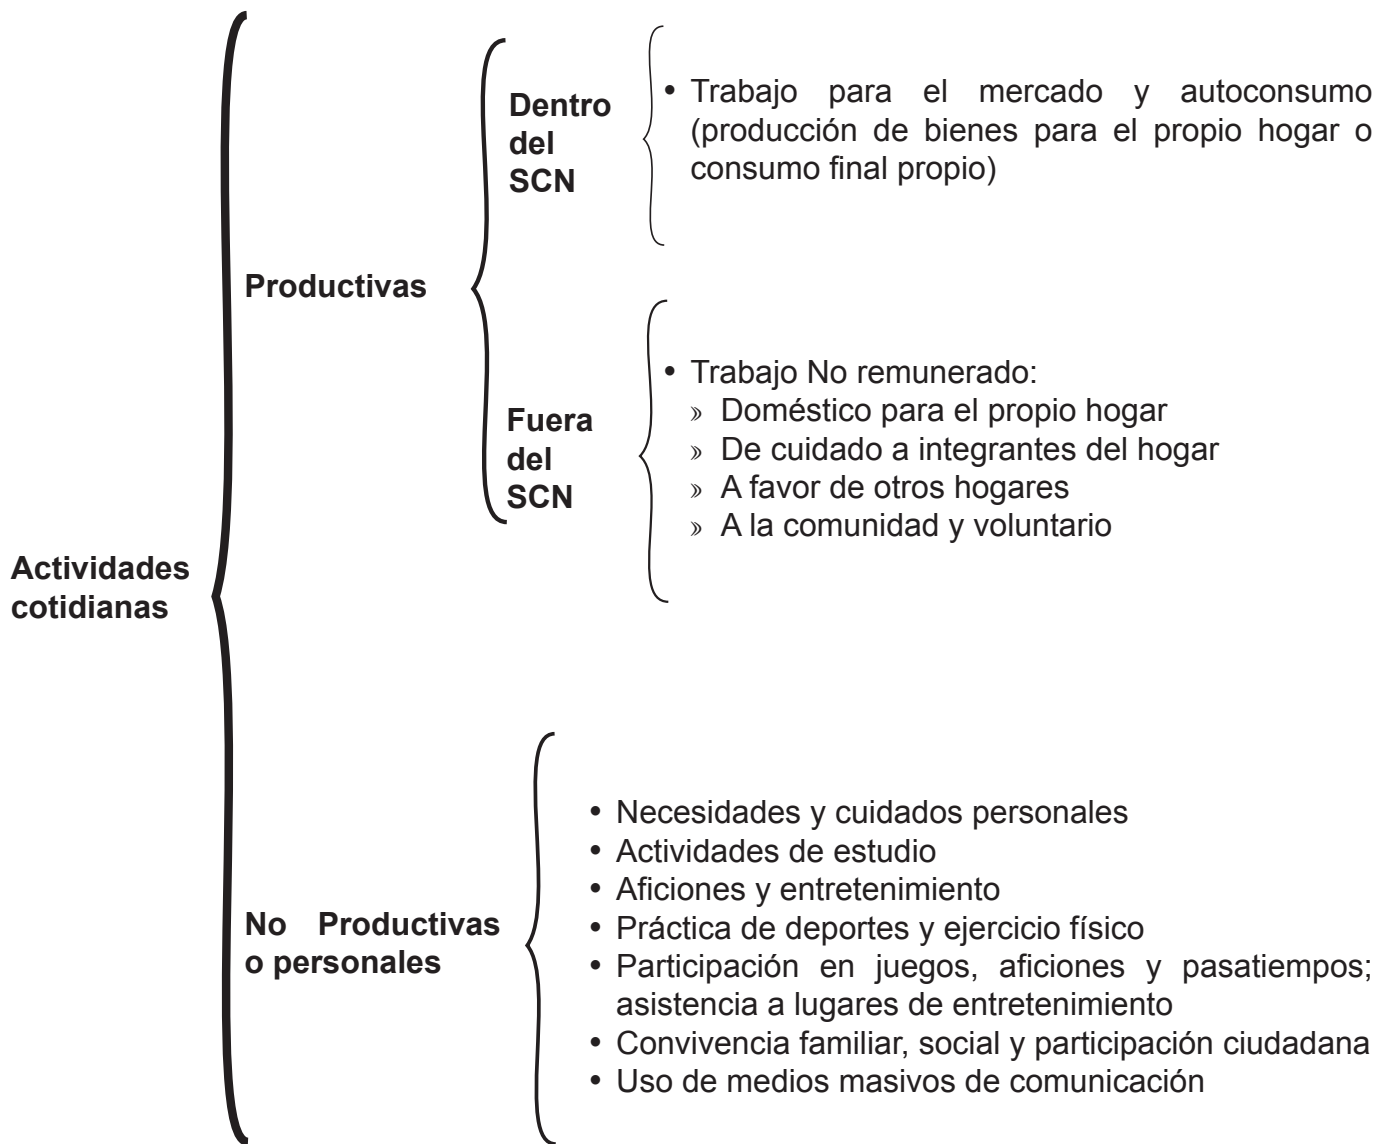 Actividades
cotidianas
Productivas
Dentro
del
SCN
• Trabajo para el mercado y autoconsumo
(producción de bienes para el propio hogar o
consumo final propio)
Fuera
del
SCN
• Trabajo No remunerado:
» Doméstico para el propio hogar
» De cuidado a integrantes del hogar
» A favor de otros hogares
» A la comunidad y voluntario
No Productivas
o personales
• Necesidades y cuidados personales
• Actividades de estudio
• Aficiones y entretenimiento
• Práctica de deportes y ejercicio físico
• Participación en juegos, aficiones y pasatiempos;
asistencia a lugares de entretenimiento
• Convivencia familiar, social y participación ciudadana
• Uso de medios masivos de comunicación